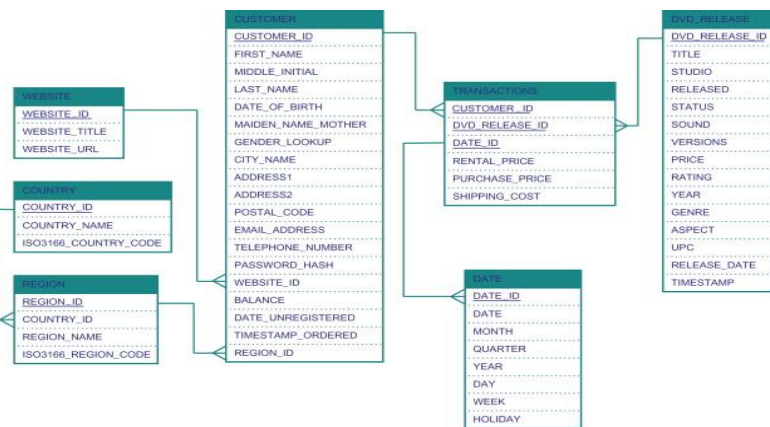 WEBSITE
WEBSITE_ID
WEBSITE_TITLE
WEBSITE_URL
COUNTRY
COUNTRY_ID
COUNTRY_NAME
ISO3166_COUNTRY_CODE
REGION
REGION_ID
COUNTRY_ID
REGION_NAME
ISO3166_REGION_CODE
CUSTOMER
CUSTOMER_ID
FIRST_NAME
MIDDLE_INITIAL
LAST_NAME
DATE_OF_BIRTH
MAIDEN_NAME_MOTHER
GENDER_LOOKUP
CITY_NAME
ADDRESS1
ADDRESS2
POSTAL_CODE
EMAIL_ADDRESS
TELEPHONE_NUMBER
PASSWORD_HASH
WEBSITE_ID
BALANCE
DATE_UNREGISTERED
TIMESTAMP_ORDERED
REGION_ID
TRANSACTIONS
CUSTOMER_ID
DVD_RELEASE_ID
DATE_ID
RENTAL_PRICE
PURCHASE_PRICE
SHIPPING_COST
DATE
DATE_ID
DATE
MONTH
QUARTER
YEAR
DAY
WEEK
HOLIDAY
DVD_RELEASE
DVD_RELEASE_ID
TITLE
STUDIO
RELEASED
STATUS
SOUND
VERSIONS
PRICE
RATING
YEAR
GENRE
ASPECT
UPC
RELEASE_DATE
TIMESTAMP